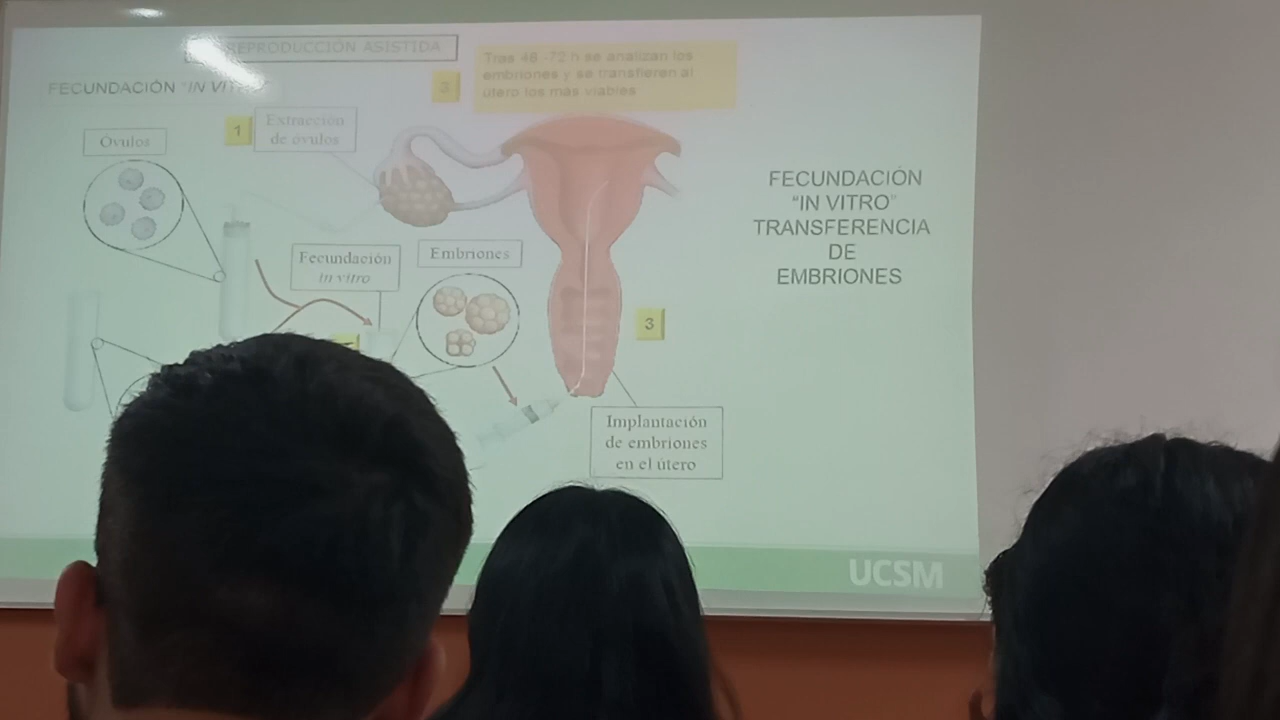 REPRODUCCIÓN ASISTIDA
FECUNDACIÓN "IN VITRO
3
Tras 48 -72 h se analizan los
embriones y se transfieren al
útero los más viables
1
Extracción
de óvulos
Óvulos
Fecundación
in vitro
Embriones
3
Implantación
de embriones
en el útero
FECUNDACIÓN
"IN VITRO"
TRANSFERENCIA
DE
EMBRIONES
UCSM